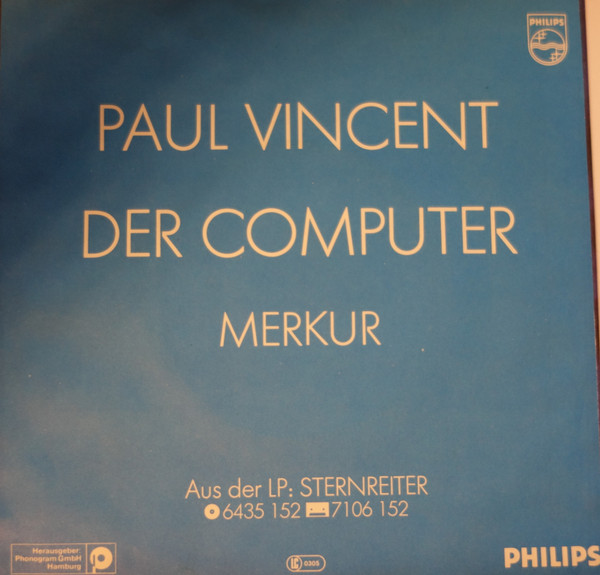 PHILIPS
PAUL VINCENT
DER COMPUTER
MERKUR
Aus der LP: STERNREITER
6435 152 7106 152
Herausgeber:
Phonogram GmbH
Hamburg
p
LC 0305
PHILIPS